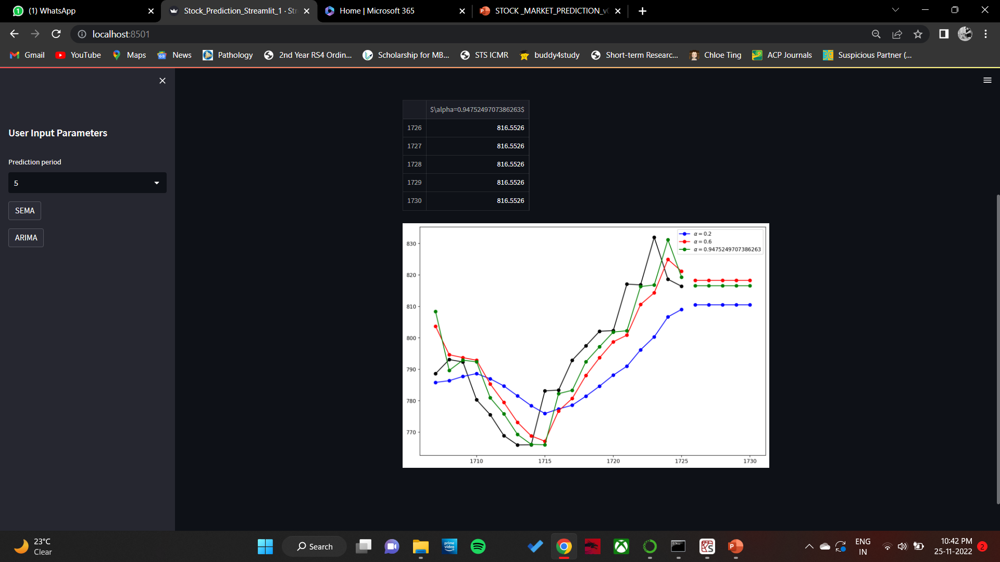 (1) WhatsApp
Stock_Prediction_Streamlit_1 · Str
Home | Microsoft 365
STOCK _MARKET_PREDICTION_v
localhost:8501
Gmail YouTube Maps News Pathology 2nd Year RS4 Ordin... Scholarship for MB... STS ICMR buddy4study Short-term Researc... Chloe Ting ACP Journals Suspicious Partner (...
User Input Parameters
Prediction period
5
SEMA
ARIMA
$\alpha=0.9475249707386263$
1726 816.5526
1727 816.5526
1728 816.5526
1729 816.5526
1730 816.5526
α = 0.2
α = 0.6
α = 0.9475249707386263
830
820
810
800
790
780
770
1710 1715 1720 1725 1730
23°C
Clear
Search
prime
video
ENG
IN
10:42 PM
25-11-2022
2